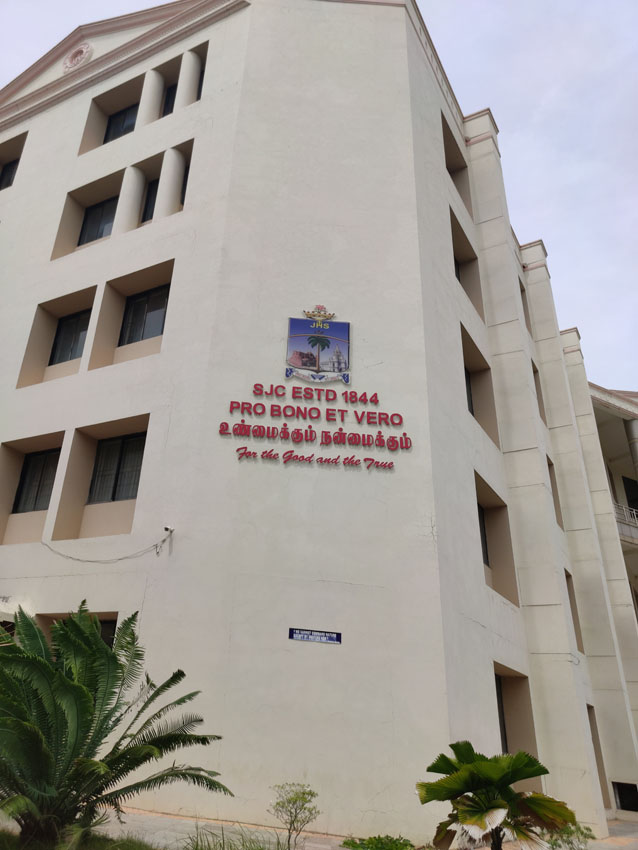 JHS
SJC ESTD 1844
PRO BONO ET VERO
உண்மைக்கும் நன்மைக்கும்
For the Good and the True